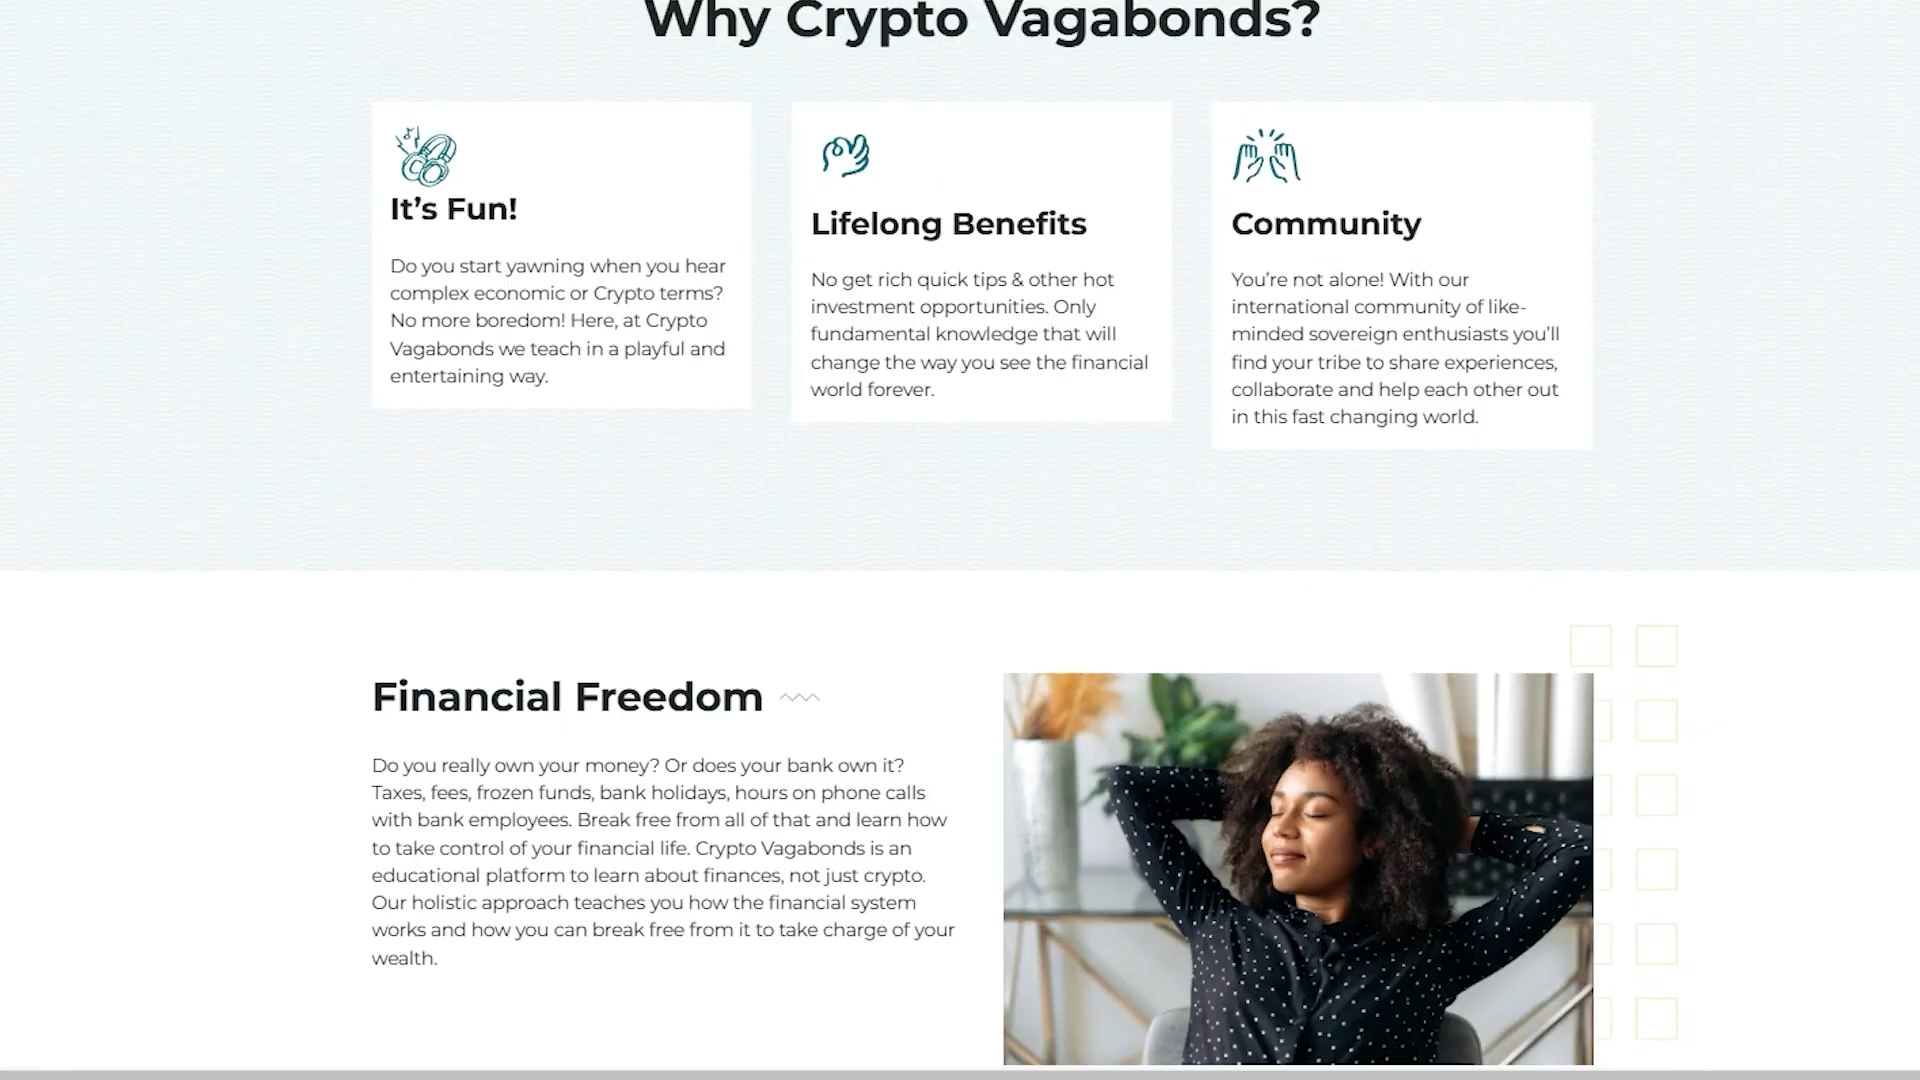 Why Crypto Vagabonds?
It’s Fun!
Do you start yawning when you hear
complex economic or Crypto terms?
No more boredom! Here, at Crypto
Vagabonds we teach in a playful and
entertaining way.
Lifelong Benefits
No get rich quick tips & other hot
investment opportunities. Only
fundamental knowledge that will
change the way you see the financial
world forever.
Community
You’re not alone! With our
international community of like-
minded sovereign enthusiasts you’ll
find your tribe to share experiences,
collaborate and help each other out
in this fast changing world.
Financial Freedom
Do you really own your money? Or does your bank own it?
Taxes, fees, frozen funds, bank holidays, hours on phone calls
with bank employees. Break free from all of that and learn how
to take control of your financial life. Crypto Vagabonds is an
educational platform to learn about finances, not just crypto.
Our holistic approach teaches you how the financial system
works and how you can break free from it to take charge of your
wealth.